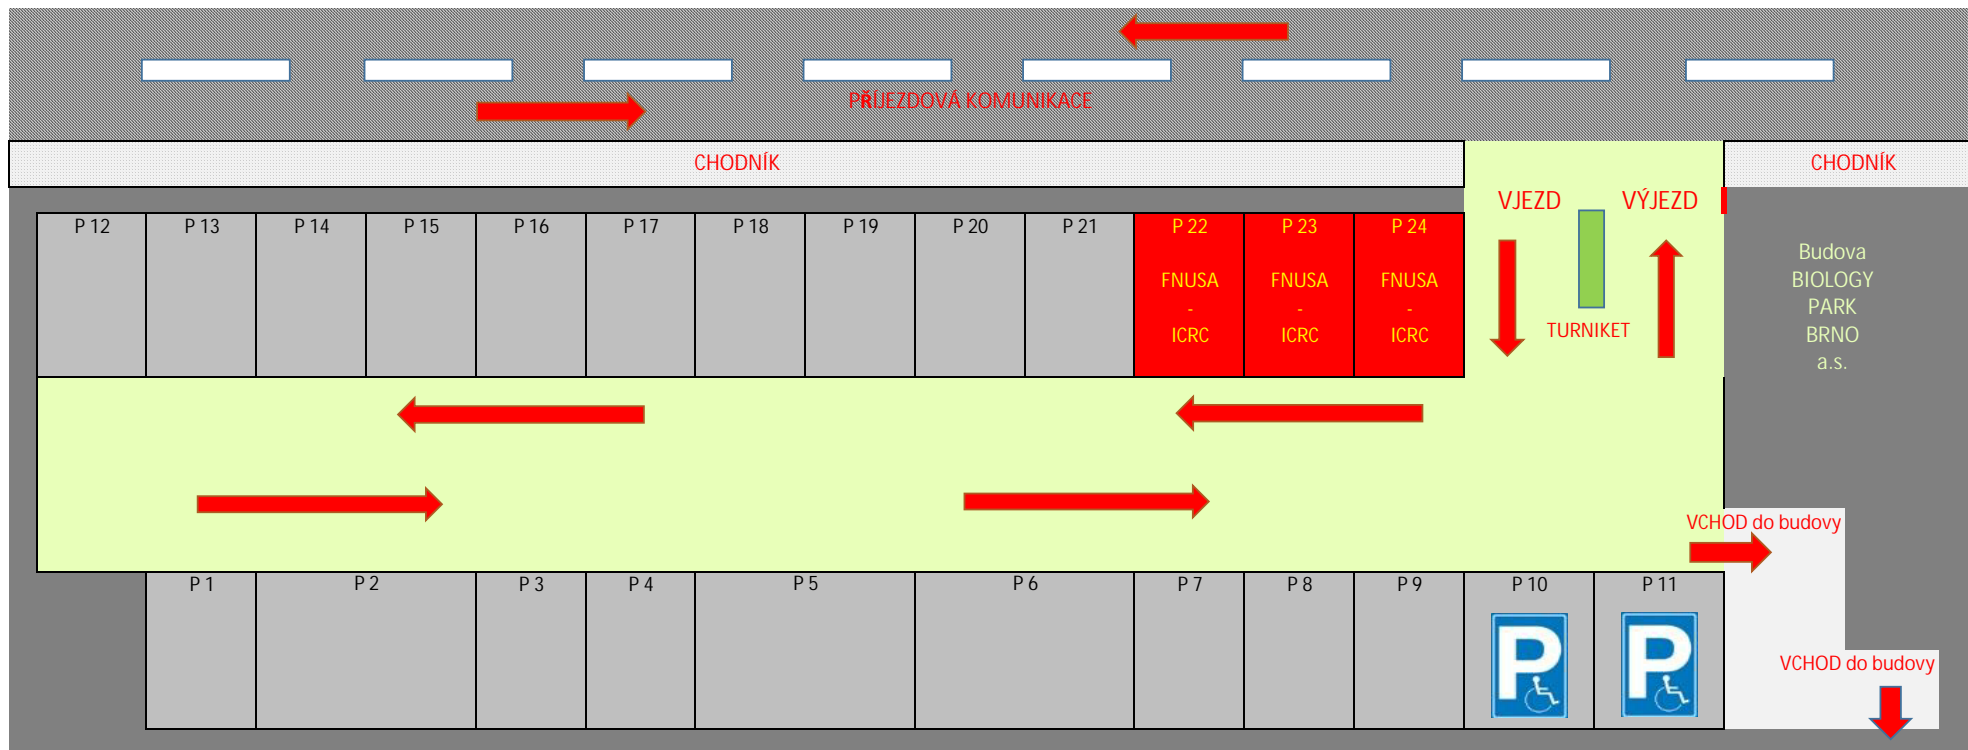 PŘÍJEZDOVÁ KOMUNIKACE
CHODNÍK
CHODNÍK
VJEZD
VÝJEZD
TURNIKET
P 12
P 13
P 14
P 15
P 16
P 17
P 18
P 19
P 20
P 21
P 22
FNUSA
-
ICRC
P 23
FNUSA
-
ICRC
P 24
FNUSA
-
ICRC
Budova
BIOLOGY
PARK
BRNO
a.s.
VCHOD do budovy
P 1
P 2
P 3
P 4
P 5
P 6
P 7
P 8
P 9
P 10
P
P 11
P
VCHOD do budovy